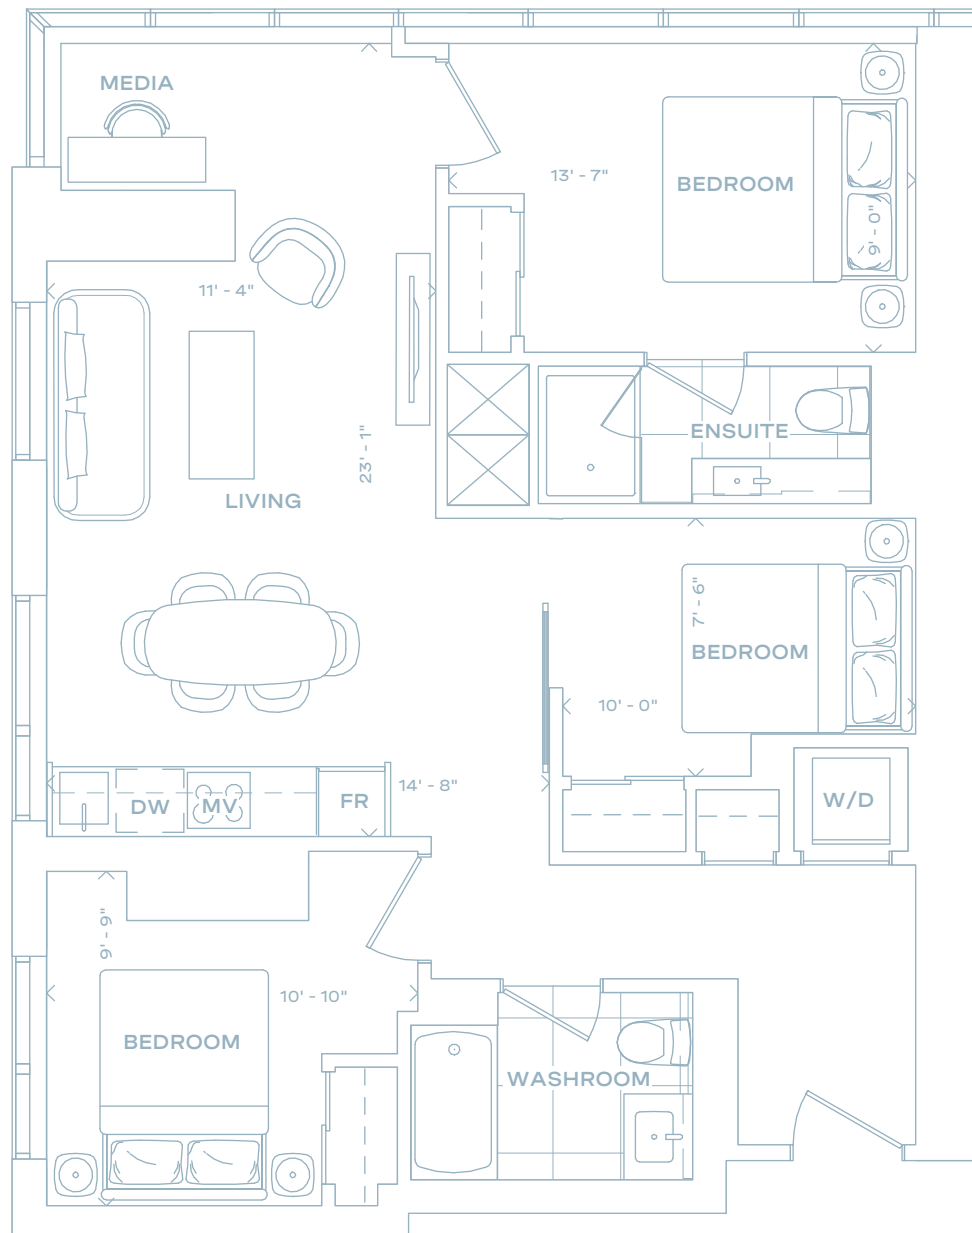 MEDIA
13' - 7"
BEDROOM
9' - 0"
11' - 4"
ENSUITE
23' - 1"
LIVING
7' - 6"
BEDROOM
10' - 0"
14' - 8"
DW
MV
FR
W/D
9' - 9"
10' - 10"
BEDROOM
WASHROOM